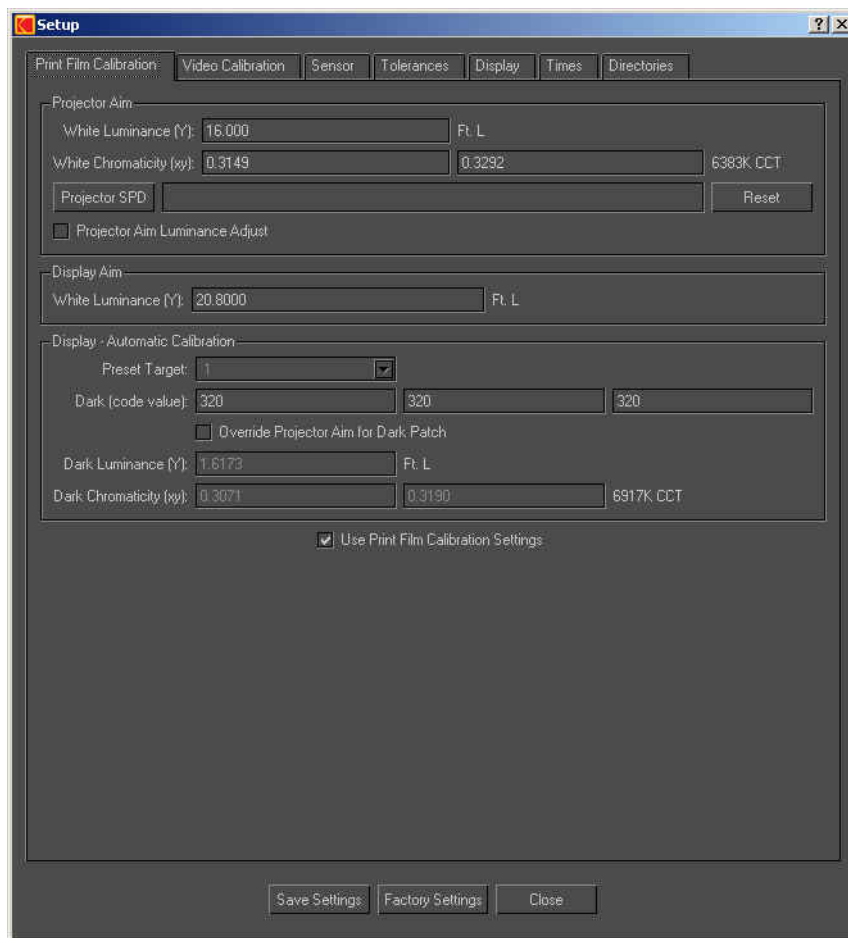 Setup
Print Film Calibration Video Calibration Sensor Tolerances Display Times Directories
Projector Aim
White Luminance (Y): 16.000 Ft. L
White Chromaticity (xy): 0.3149 0.3292 6383K CCT
Projector SPD Reset
Projector Aim Luminance Adjust
Display Aim
White Luminance (Y): 20.8000 Ft. L
Display - Automatic Calibration
Preset Target: 1
Dark (code value): 320 320 320
Override Projector Aim for Dark Patch
Dark Luminance (Y): 1.6173 Ft. L
Dark Chromaticity (xy): 0.3071 0.3190 6917K CCT
Use Print Film Calibration Settings
Save Settings Factory Settings Close